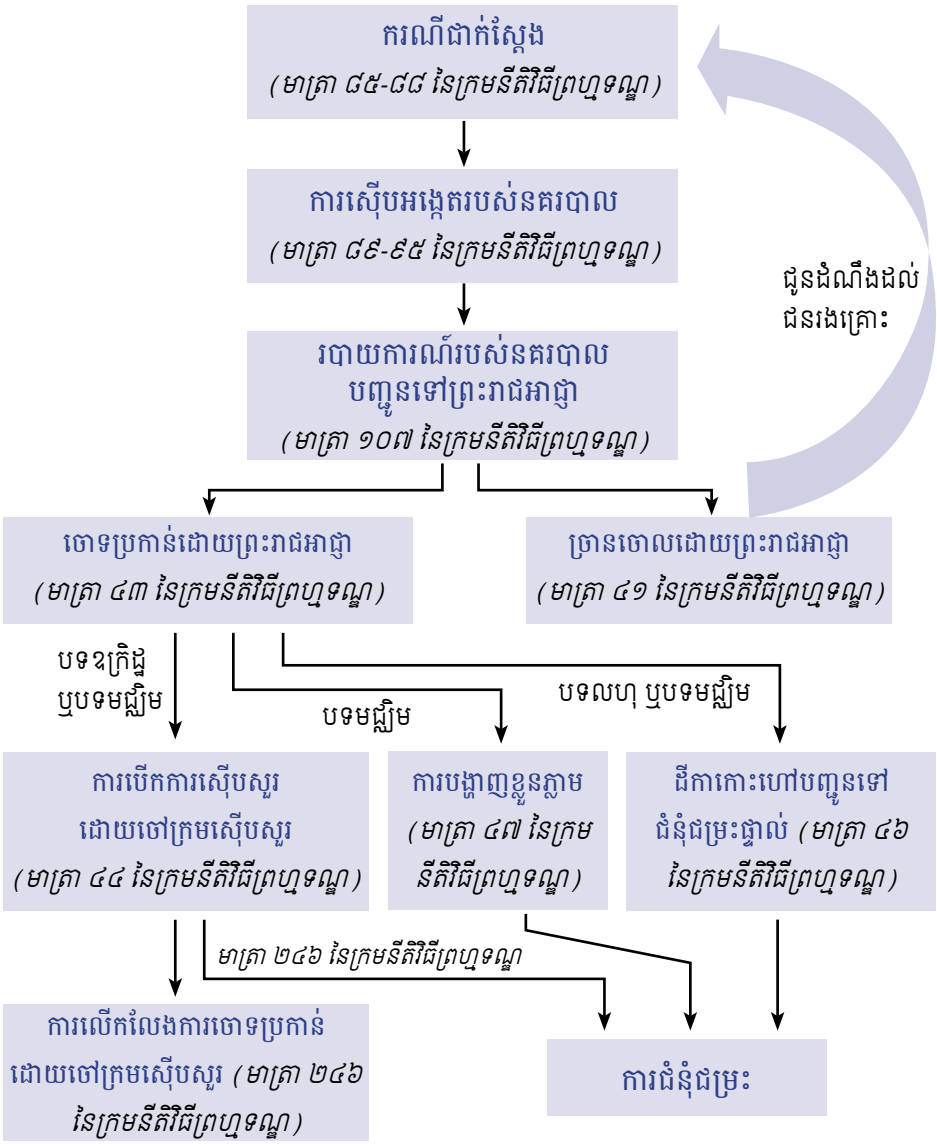 ករណីជាក់ស្តែង
(មាត្រា ៨៥-៨៨ នៃក្រមនីតិវិធីព្រហ្មទណ្ឌ)
ការស៊ើបអង្កេតរបស់នគរបាល
(មាត្រា ៨៩-៩៥ នៃក្រមនីតិវិធីព្រហ្មទណ្ឌ)
ជូនដំណឹងដល់
ជនរងគ្រោះ
របាយការណ៍របស់នគរបាល
បញ្ជូនទៅព្រះរាជអាជ្ញា
(មាត្រា ១០៧ នៃក្រមនីតិវិធីព្រហ្មទណ្ឌ)
ចោទប្រកាន់ដោយព្រះរាជអាជ្ញា
(មាត្រា ៤៣ នៃក្រមនីតិវិធីព្រហ្មទណ្ឌ)
ច្រានចោលដោយព្រះរាជអាជ្ញា
(មាត្រា ៤១ នៃក្រមនីតិវិធីព្រហ្មទណ្ឌ)
បទឧក្រិដ្ឋ
ឬបទមជ្ឈិម
បទមជ្ឈិម
បទលហុ ឬបទមជ្ឈិម
ការបើកការស៊ើបសួរ
ដោយចៅក្រមស៊ើបសួរ
(មាត្រា ៤៤ នៃក្រមនីតិវិធីព្រហ្មទណ្ឌ)
ការបង្ហាញខ្លួនភ្លាម
(មាត្រា ៤៧ នៃក្រម
នីតិវិធីព្រហ្មទណ្ឌ)
ដីកាកោះហៅបញ្ជូនទៅ
ជំនុំជម្រះផ្ទាល់ (មាត្រា ៤៦
នៃក្រមនីតិវិធីព្រហ្មទណ្ឌ)
មាត្រា ២៤៦ នៃក្រមនីតិវិធីព្រហ្មទណ្ឌ
ការលើកលែងការចោទប្រកាន់
ដោយចៅក្រមស៊ើបសួរ (មាត្រា ២៤៦
នៃក្រមនីតិវិធីព្រហ្មទណ្ឌ)
ការជំនុំជម្រះ